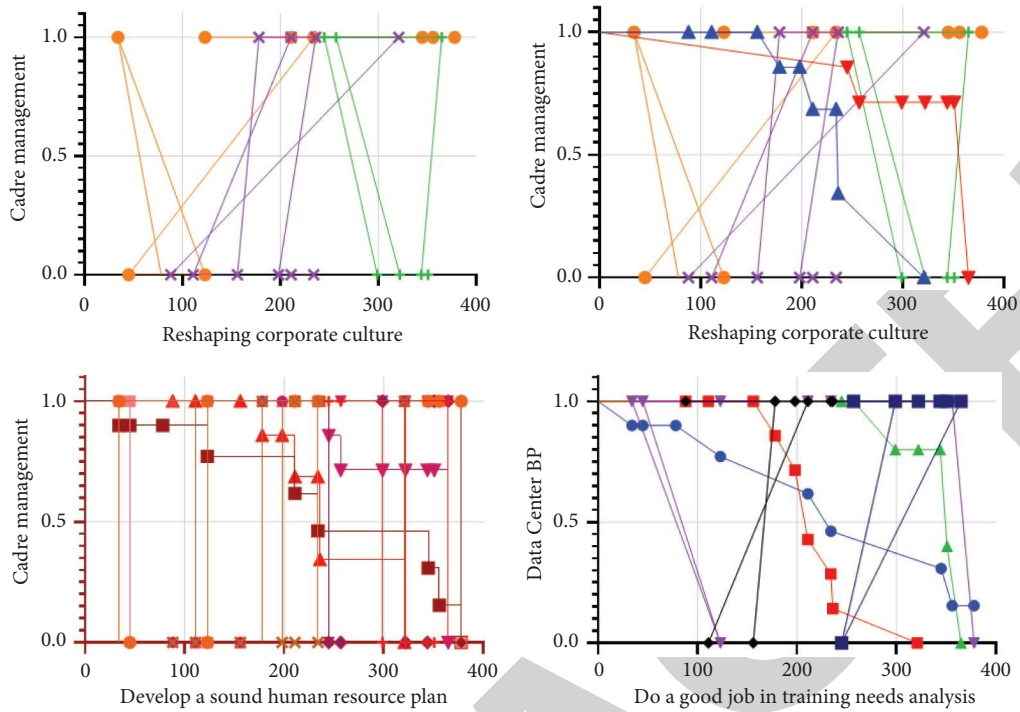 Cadre management
1.0
0.5
0.0
0 100 200 300 400
Reshaping corporate culture
Cadre management
1.0
0.5
0.0
0 100 200 300 400
Reshaping corporate culture
Cadre management
1.0
0.5
0.0
0 100 200 300 400
Develop a sound human resource plan
Data Center BP
1.0
0.5
0.0
0 100 200 300 400
Do a good job in training needs analysis